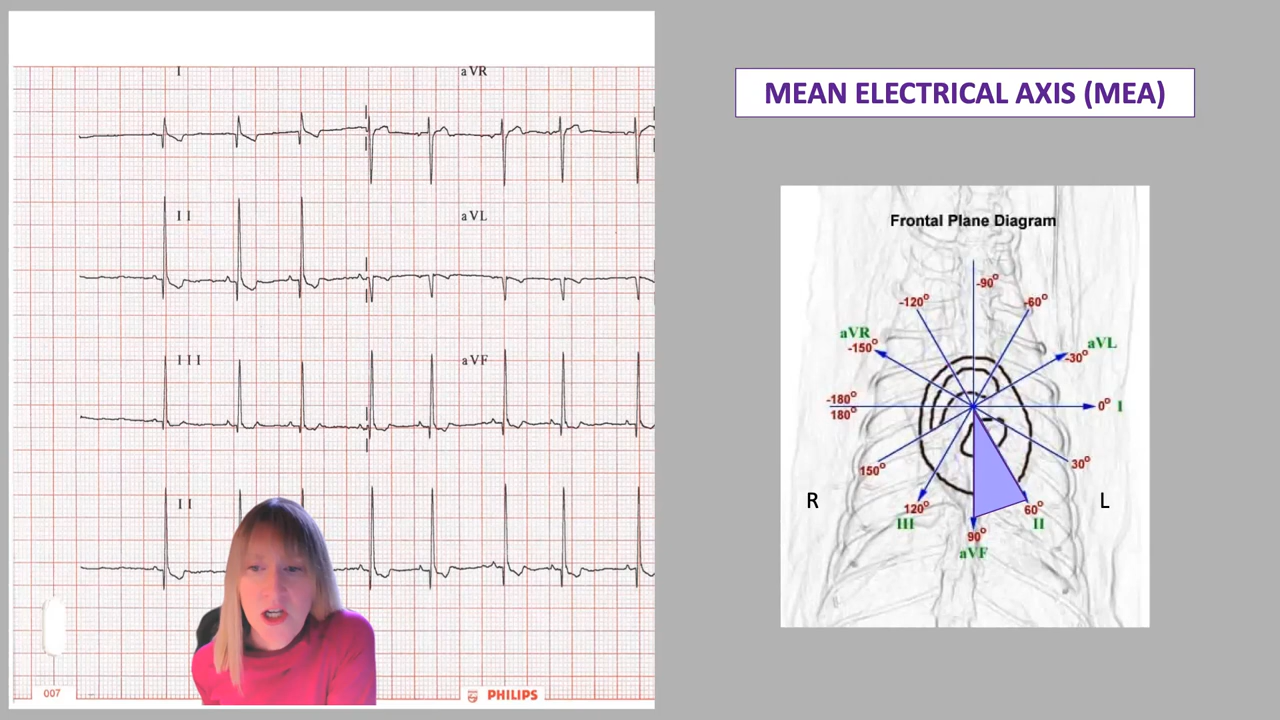 I
aVR
II
aVL
III
aVF
II
007
PHILIPS
MEAN ELECTRICAL AXIS (MEA)
Frontal Plane Diagram
-90°
-120°
-60°
aVR
-150°
aVL
-30°
-180°
180°
0° I
150°
30°
R
L
120°
III
60°
II
90°
aVF